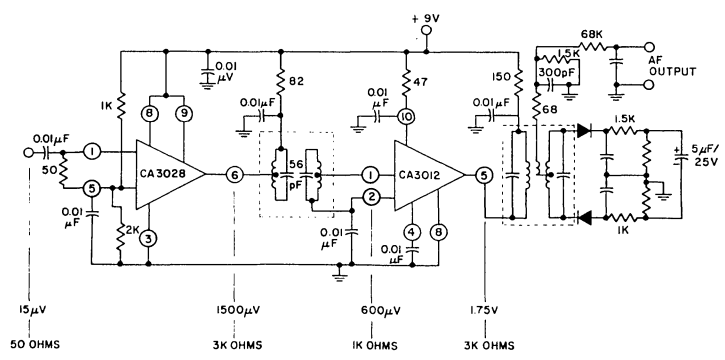 + 9V
68K
1.5K
AF
OUTPUT
300pF
0.01
μV
82
47
150
1K
8
9
0.01μF
0.01
μF
10
0.01μF
68
0.01μF
1
50
5
CA3028
6
56
pF
1
2
CA3012
5
1.5K
5μF/
25V
+
−
1K
0.01
μF
2K
3
0.01
μF
4
0.01
μF
8
15μV
1500μV
600μV
1.75V
50 OHMS
3K OHMS
1K OHMS
3K OHMS